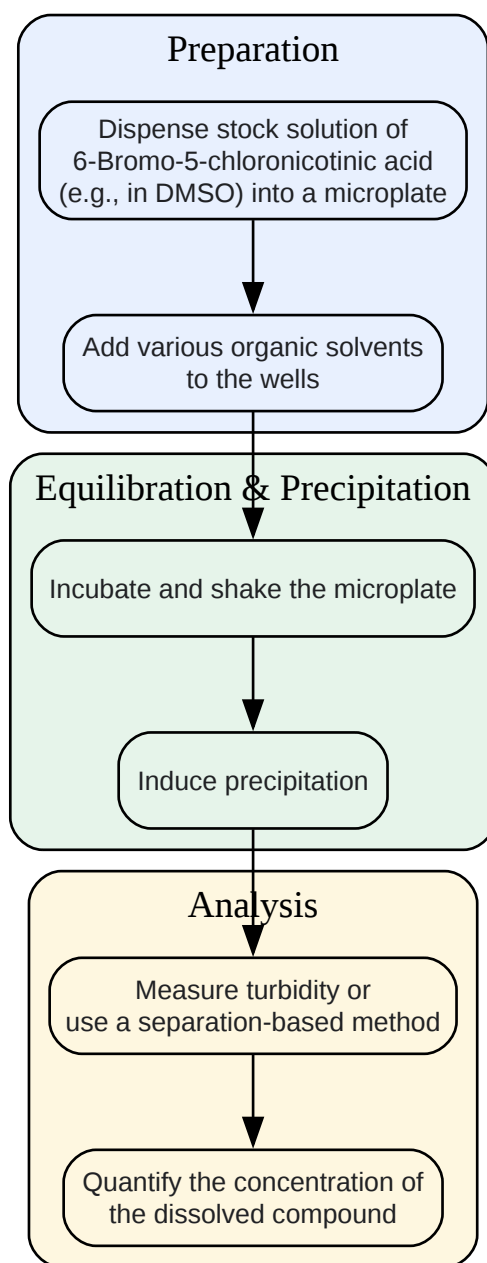 Preparation
Dispense stock solution of
6-Bromo-5-chloronicotinic acid
(e.g., in DMSO) into a microplate
Add various organic solvents
to the wells
Equilibration & Precipitation
Incubate and shake the microplate
Induce precipitation
Analysis
Measure turbidity or
use a separation-based method
Quantify the concentration of
the dissolved compound